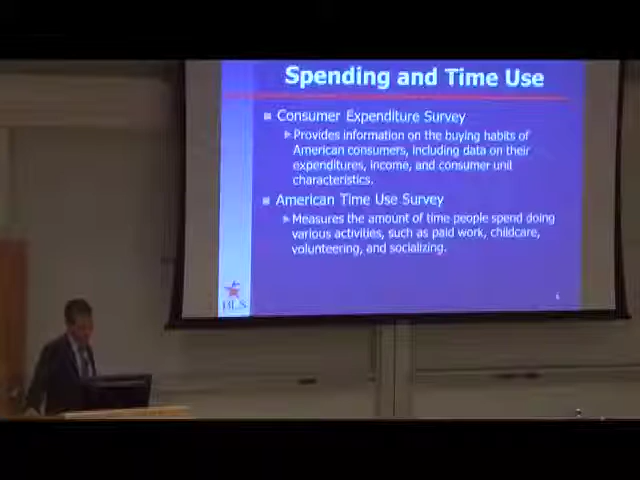 Spending and Time Use
Consumer Expenditure Survey
Provides information on the buying habits of
American consumers, including data on their
expenditures, income, and consumer unit
characteristics.
American Time Use Survey
Measures the amount of time people spend doing
various activities, such as paid work, childcare,
volunteering, and socializing.
BLS